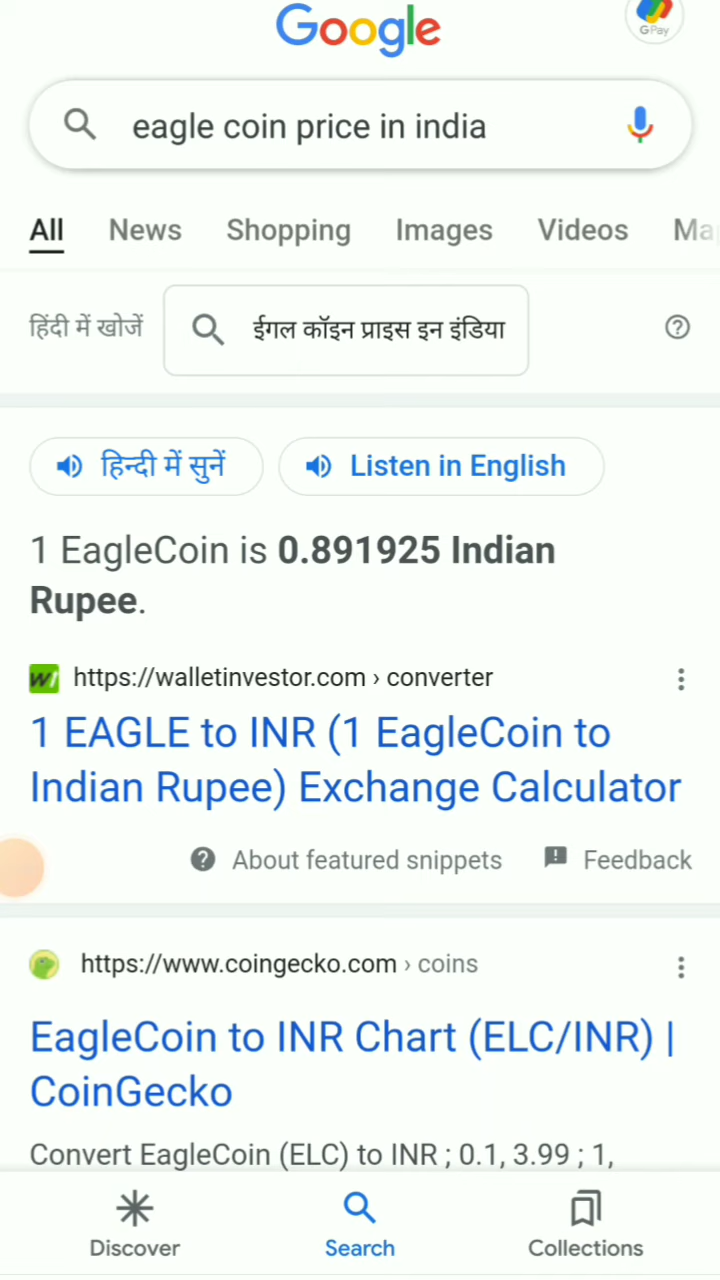 Google
GPay
eagle coin price in india
All News Shopping Images Videos
हिंदी में खोजें ईगल कॉइन प्राइस इन इंडिया
हिन्दी में सुनें Listen in English
1 EagleCoin is 0.891925 Indian
Rupee.
wi https://walletinvestor.com › converter
1 EAGLE to INR (1 EagleCoin to
Indian Rupee) Exchange Calculator
About featured snippets Feedback
https://www.coingecko.com › coins
EagleCoin to INR Chart (ELC/INR) |
CoinGecko
Convert EagleCoin (ELC) to INR ; 0.1, 3.99 ; 1,
Discover Search Collections